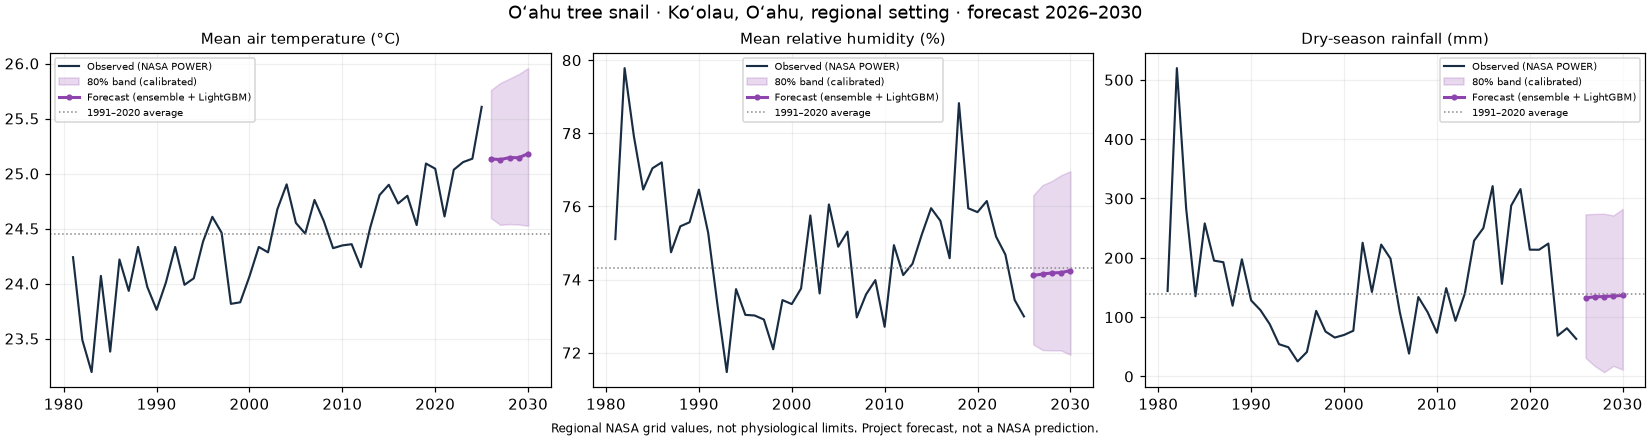 Oʻahu tree snail · Koʻolau, Oʻahu, regional setting · forecast 2026–2030
Mean air temperature (°C)
26.0
25.5
25.0
24.5
24.0
23.5
1980 1990 2000 2010 2020 2030
Observed (NASA POWER)
80% band (calibrated)
Forecast (ensemble + LightGBM)
1991–2020 average
Mean relative humidity (%)
80
78
76
74
72
1980 1990 2000 2010 2020 2030
Observed (NASA POWER)
80% band (calibrated)
Forecast (ensemble + LightGBM)
1991–2020 average
Dry-season rainfall (mm)
500
400
300
200
100
0
1980 1990 2000 2010 2020 2030
Observed (NASA POWER)
80% band (calibrated)
Forecast (ensemble + LightGBM)
1991–2020 average
Regional NASA grid values, not physiological limits. Project forecast, not a NASA prediction.